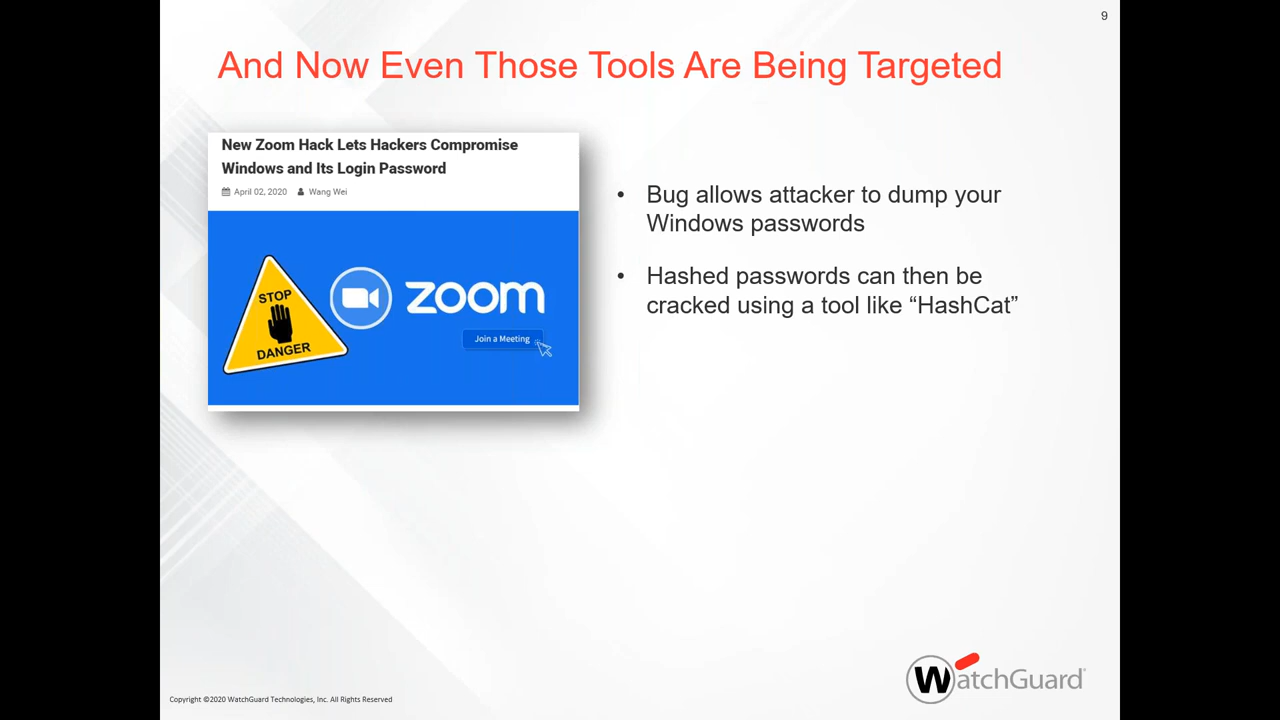 9
And Now Even Those Tools Are Being Targeted
New Zoom Hack Lets Hackers Compromise
Windows and Its Login Password
April 02, 2020 Wang Wei
STOP
DANGER
zoom
Join a Meeting
• Bug allows attacker to dump your
Windows passwords
• Hashed passwords can then be
cracked using a tool like “HashCat”
Copyright ©2020 WatchGuard Technologies, Inc. All Rights Reserved
WatchGuard®